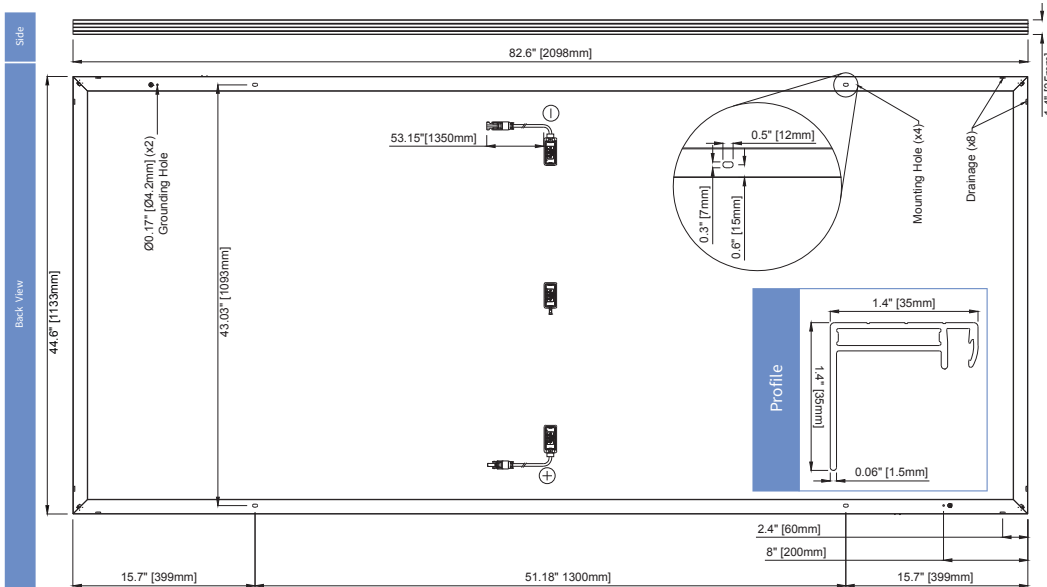 Side
82.6" [2098mm]
1.4" [35mm]
Back View
44.6" [1133mm]
Ø0.17" [Ø4.2mm] (x2)
Grounding Hole
43.03" [1093mm]
53.15"[1350mm]
0.5" [12mm]
0.3" [7mm]
0.6" [15mm]
Mounting Hole (x4)
Drainage (x8)
Profile
1.4" [35mm]
1.4" [35mm]
0.06" [1.5mm]
2.4" [60mm]
8" [200mm]
15.7" [399mm]
51.18" 1300mm]
15.7" [399mm]